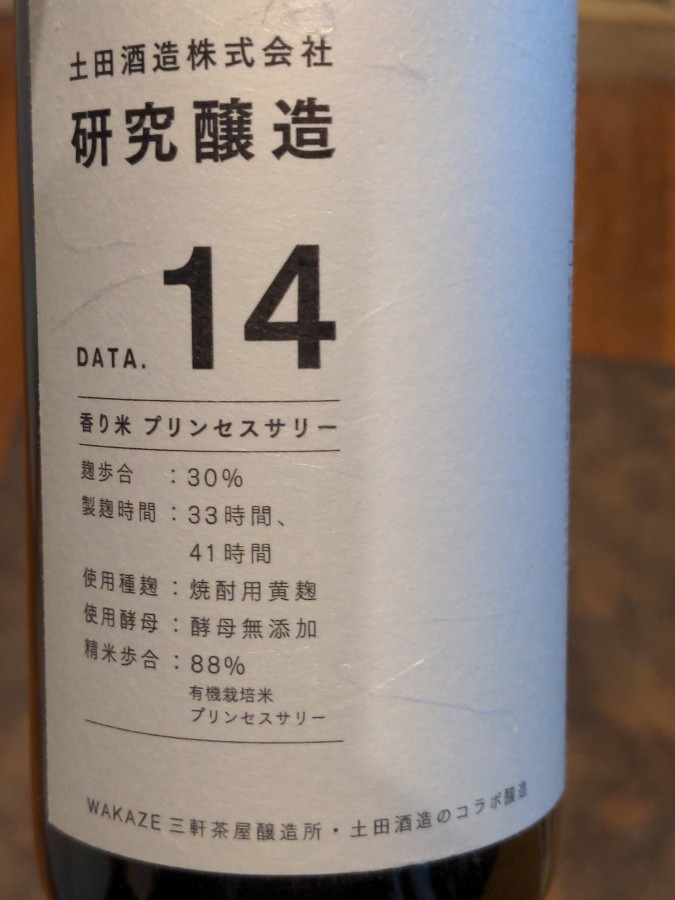 土田酒造株式会社
研究醸造
DATA. 14
香り米 プリンセスサリー
麹歩合 ：30%
製麹時間：33時間、
41時間
使用種麹：焼酎用黄麹
使用酵母：酵母無添加
精米歩合：88%
有機栽培米
プリンセスサリー
WAKAZE 三軒茶屋醸造所・土田酒造のコラボ醸造